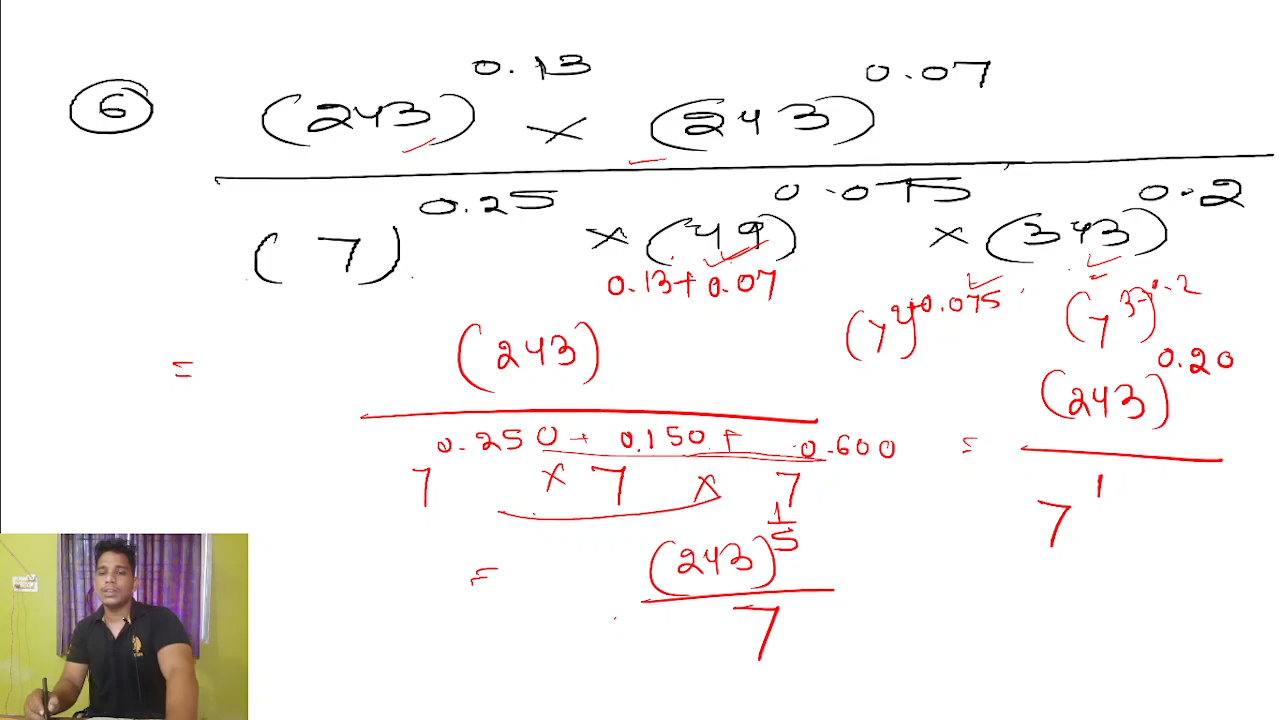 6 (243)^0.13 × (243)^0.07
(7)^0.25 × (49)^0.075 × (343)^0.2
0.13+0.07
(7^2)^0.075 (7^3)^0.2
= (243)
7^0.250 + × 7^0.150 + × 7^0.600
= (243)^0.20
7^1
= (243)^1/5
7